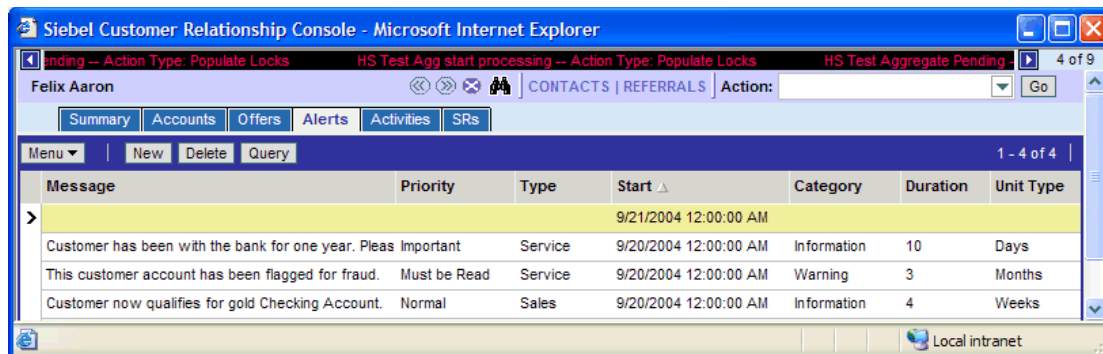 Siebel Customer Relationship Console - Microsoft Internet Explorer
ending -- Action Type: Populate Locks HS Test Agg start processing -- Action Type: Populate Locks HS Test Aggregate Pending - 4 of 9
Felix Aaron CONTACTS | REFERRALS Action: Go
Summary Accounts Offers Alerts Activities SRs
Menu New Delete Query 1 - 4 of 4
Message Priority Type Start Category Duration Unit Type
9/21/2004 12:00:00 AM
Customer has been with the bank for one year. Pleas Important Service 9/20/2004 12:00:00 AM Information 10 Days
This customer account has been flagged for fraud. Must be Read Service 9/20/2004 12:00:00 AM Warning 3 Months
Customer now qualifies for gold Checking Account. Normal Sales 9/20/2004 12:00:00 AM Information 4 Weeks
Local intranet